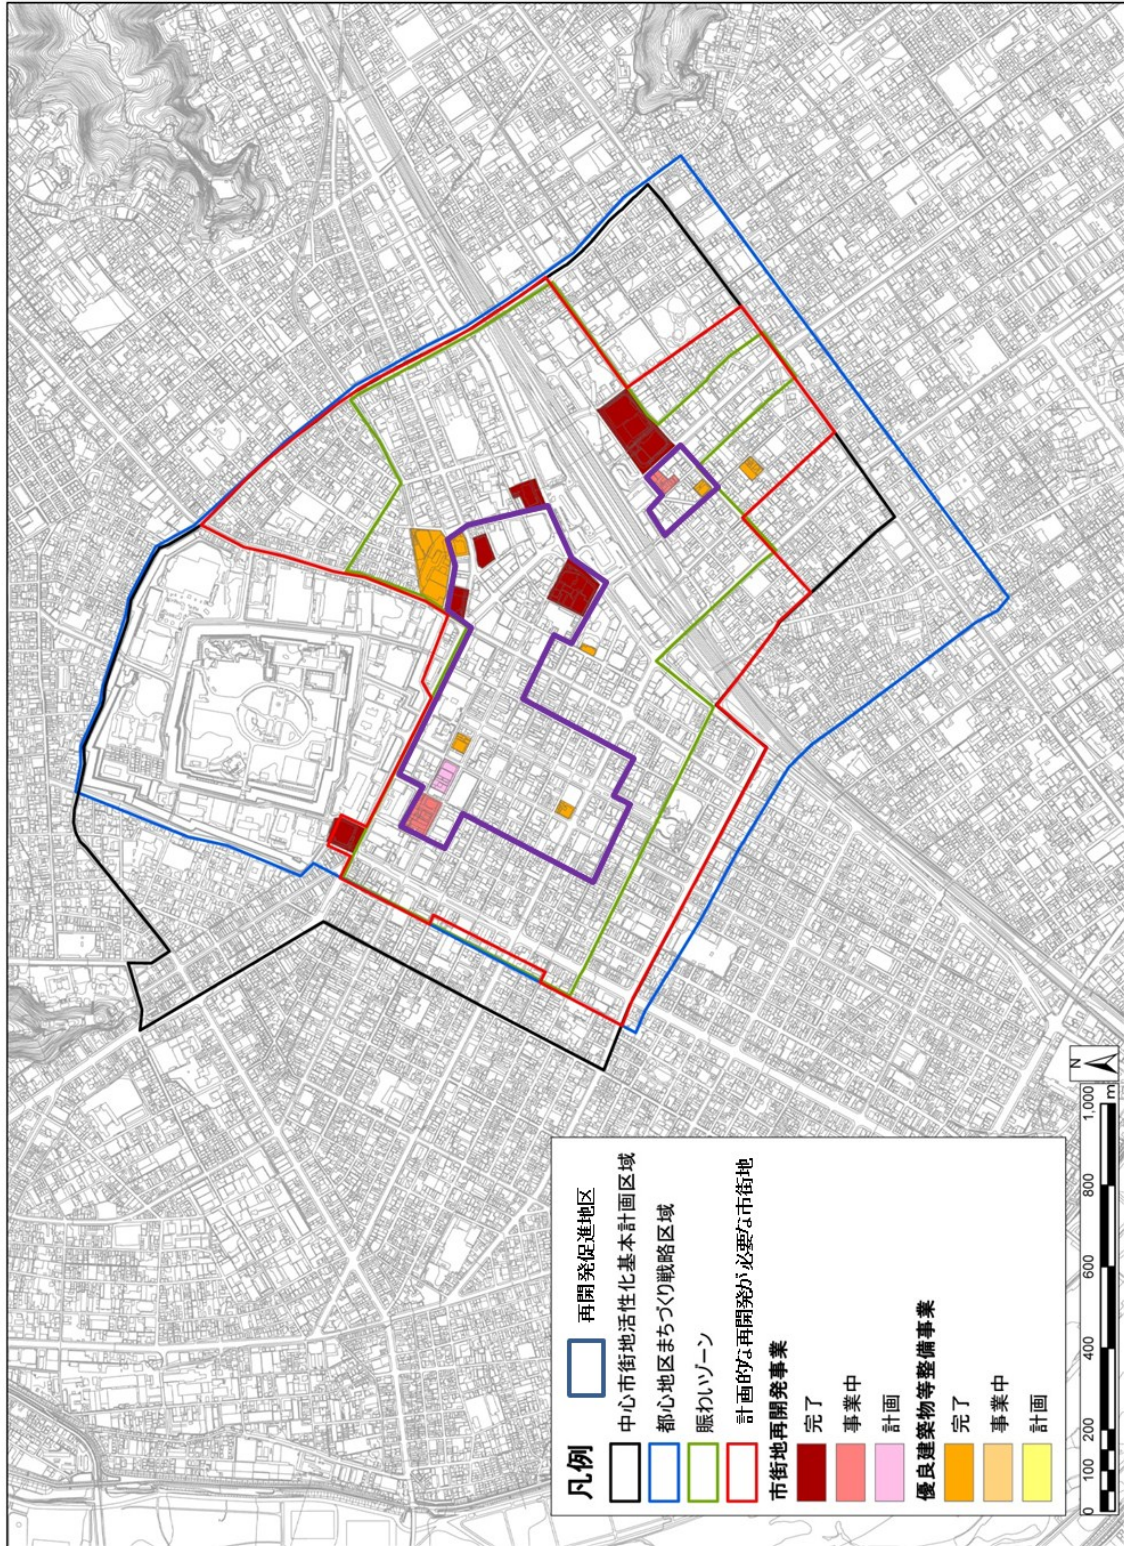 凡例
再開発促進地区
中心市街地活性化基本計画区域
都心地区まちづくり戦略区域
賑わいゾーン
計画的な再開発が必要な市街地
市街地再開発事業
完了
事業中
計画
優良建築物等整備事業
完了
事業中
計画
0 100 200 400 600 800 1,000
m
N